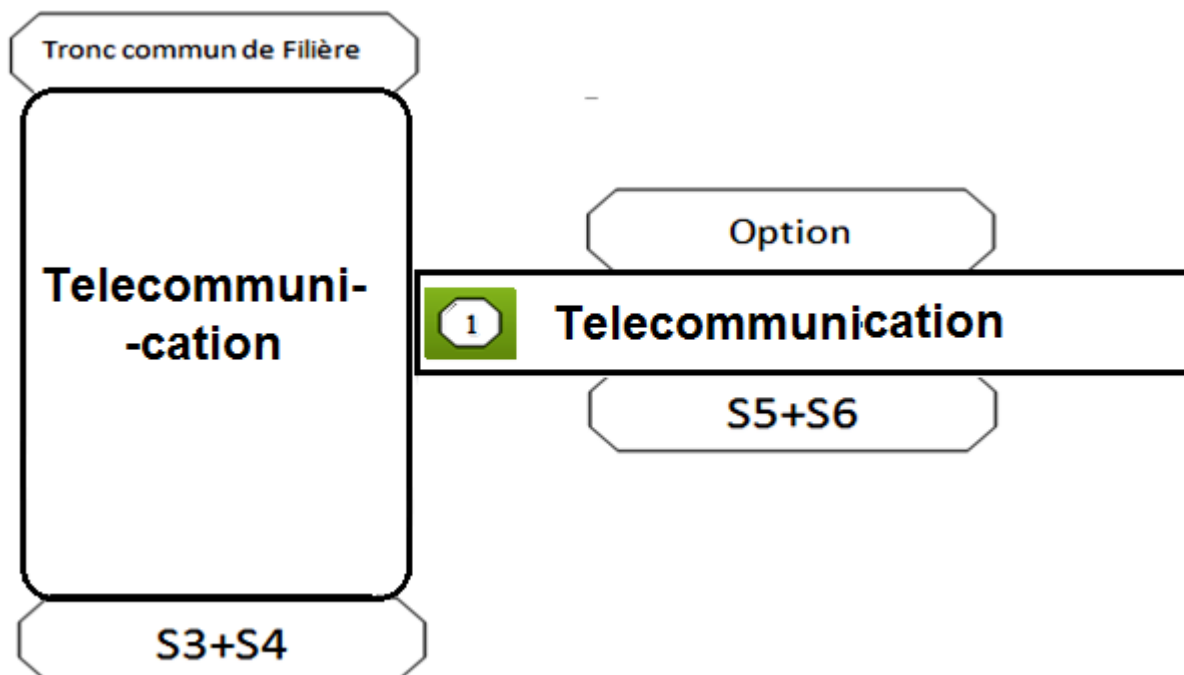 Tronc commun de Filière
Telecommuni-
-cation
S3+S4
Option
1 Telecommunication
S5+S6